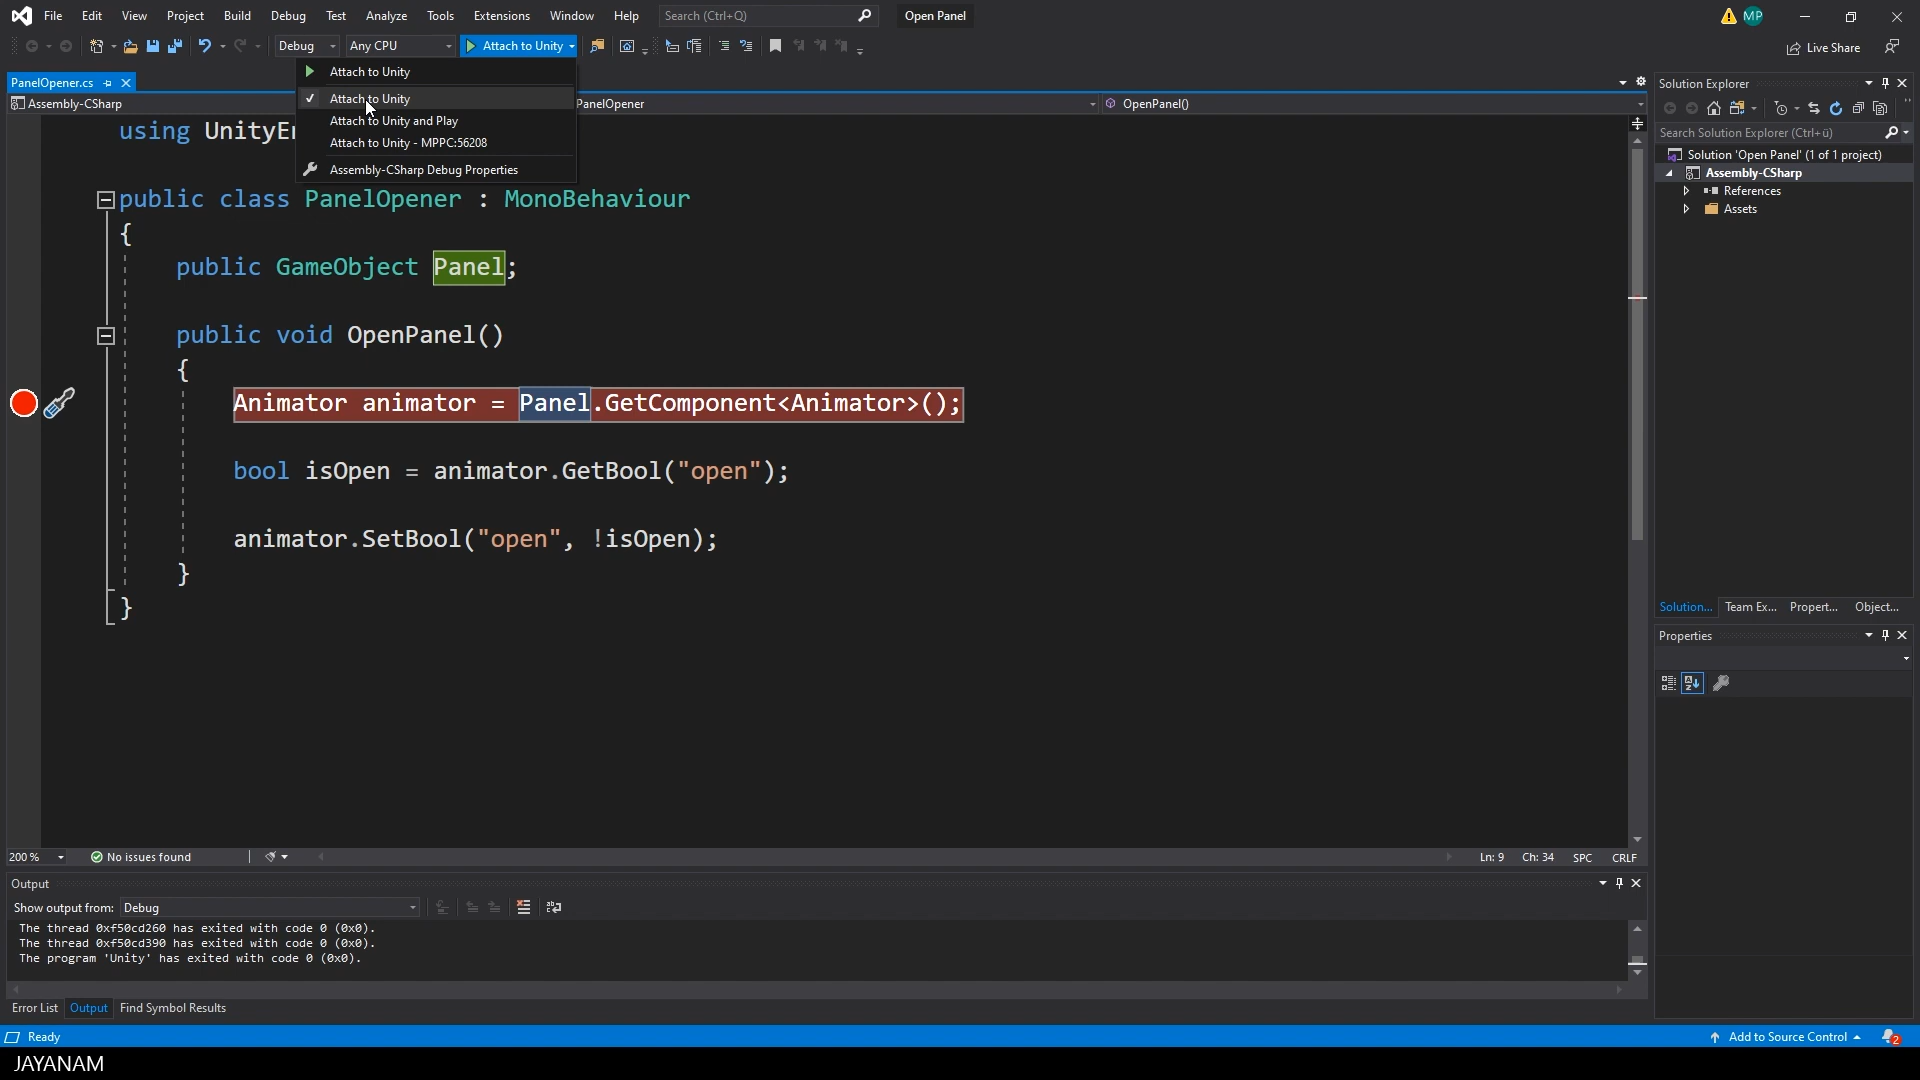 File Edit View Project Build Debug Test Analyze Tools Extensions Window Help Search (Ctrl+Q) Open Panel MP
Debug Any CPU Attach to Unity Live Share
Attach to Unity
Attach to Unity
Attach to Unity and Play
Attach to Unity - MPPC:56208
Assembly-CSharp Debug Properties
PanelOpener.cs
Assembly-CSharp PanelOpener OpenPanel()
using UnityEn
public class PanelOpener : MonoBehaviour
{
public GameObject Panel;
public void OpenPanel()
{
Animator animator = Panel.GetComponent<Animator>();
bool isOpen = animator.GetBool("open");
animator.SetBool("open", !isOpen);
}
}
200 % No issues found Ln: 9 Ch: 34 SPC CRLF
Output
Show output from: Debug
The thread 0xf50cd260 has exited with code 0 (0x0).
The thread 0xf50cd390 has exited with code 0 (0x0).
The program 'Unity' has exited with code 0 (0x0).
Error List Output Find Symbol Results
Solution Explorer
Search Solution Explorer (Ctrl+ü)
Solution 'Open Panel' (1 of 1 project)
Assembly-CSharp
References
Assets
Solution... Team Ex... Propert... Object...
Properties
Ready Add to Source Control 2
JAYANAM